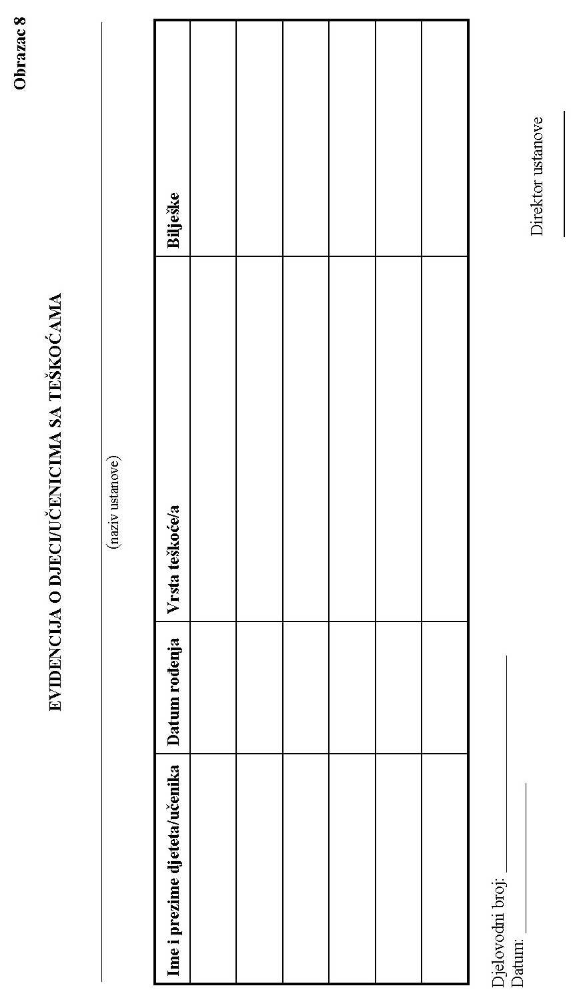 Obrazac 8
EVIDENCIJA O DJECI/UČENICIMA SA TEŠKOĆAMA
(naziv ustanove)
Ime i prezime djeteta/učenika Datum rođenja Vrsta teškoće/a Bilješke
Djelovodni broj:
Datum:
Direktor ustanove